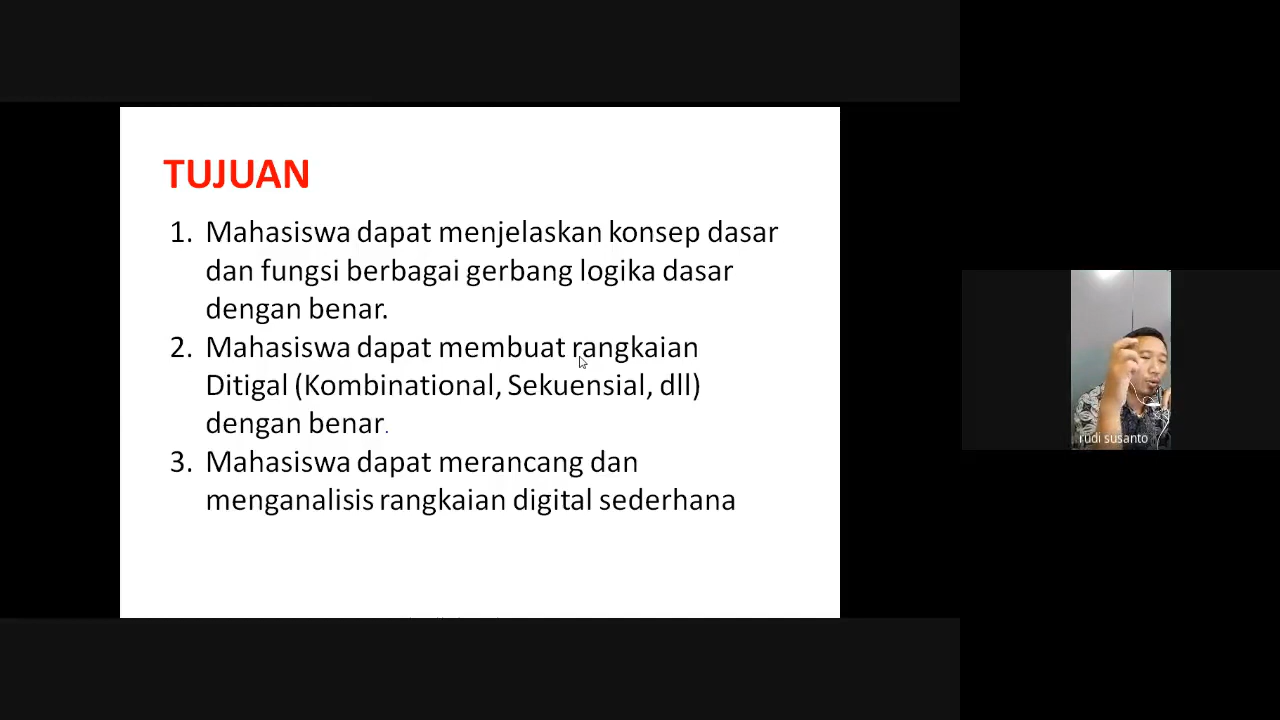 TUJUAN
1. Mahasiswa dapat menjelaskan konsep dasar
dan fungsi berbagai gerbang logika dasar
dengan benar.
2. Mahasiswa dapat membuat rangkaian
Ditigal (Kombinational, Sekuensial, dll)
dengan benar.
3. Mahasiswa dapat merancang dan
menganalisis rangkaian digital sederhana
rudi susanto